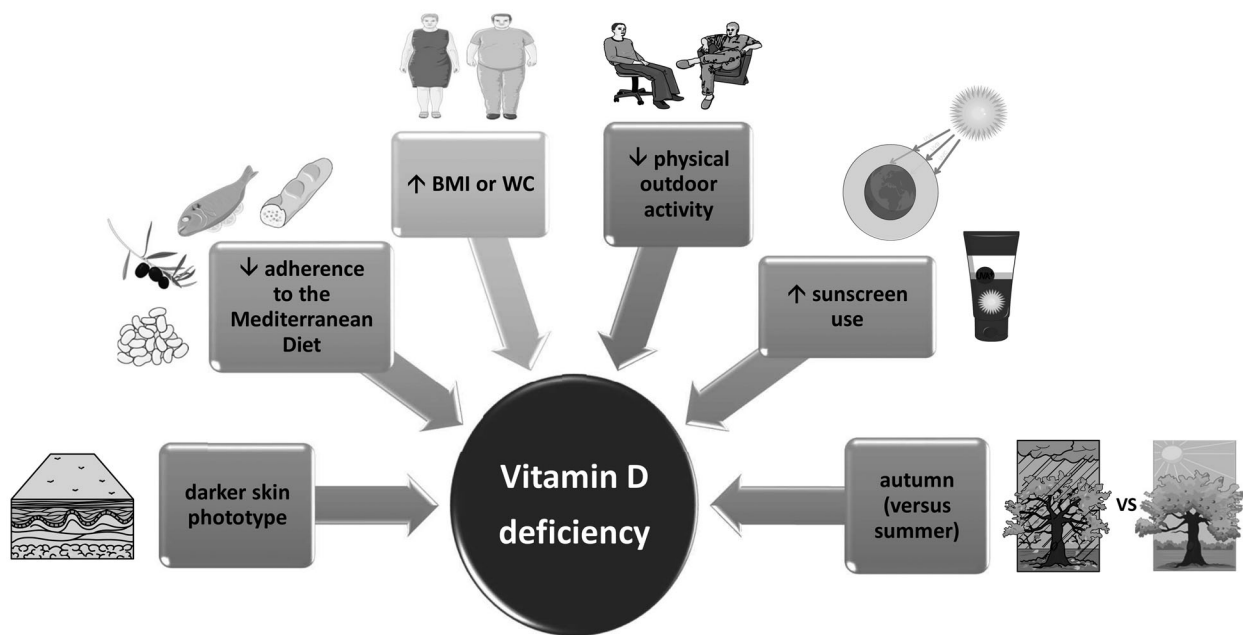 ↑ BMI or WC
↓ physical
outdoor
activity
↓ adherence
to the
Mediterranean
Diet
↑ sunscreen
use
darker skin
phototype
Vitamin D
deficiency
autumn
(versus
summer)
VS